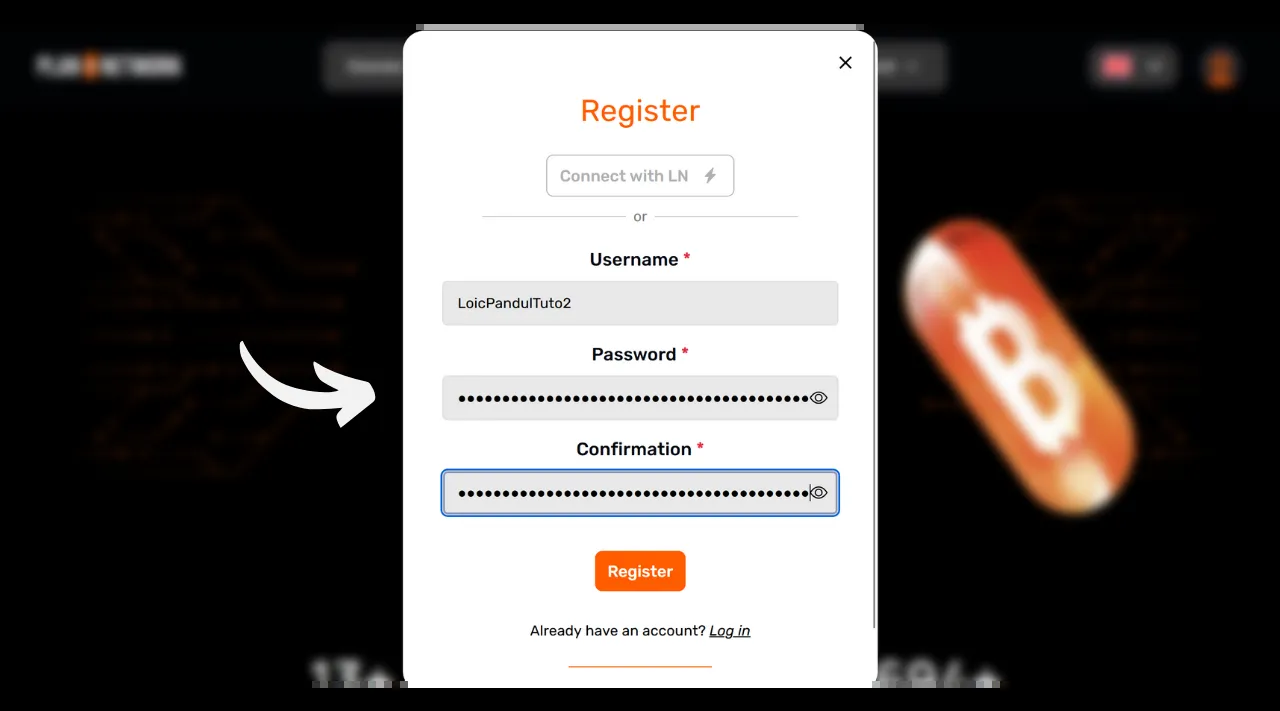 Register
Connect with LN
or
Username *
LoicPandulTuto2
Password *
Confirmation *
Register
Already have an account? Log in